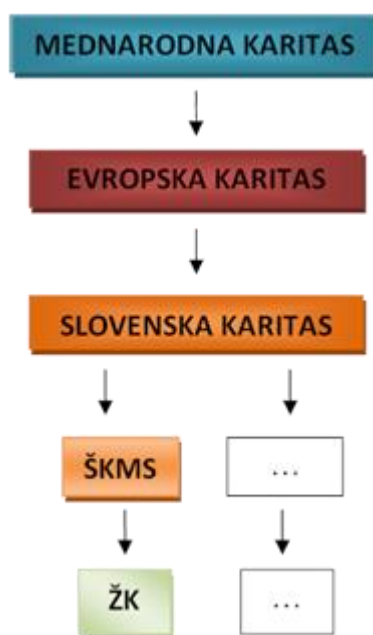 MEDNARODNA KARITAS
EVROPSKA KARITAS
SLOVENSKA KARITAS
ŠKMS
...
ŽK
...